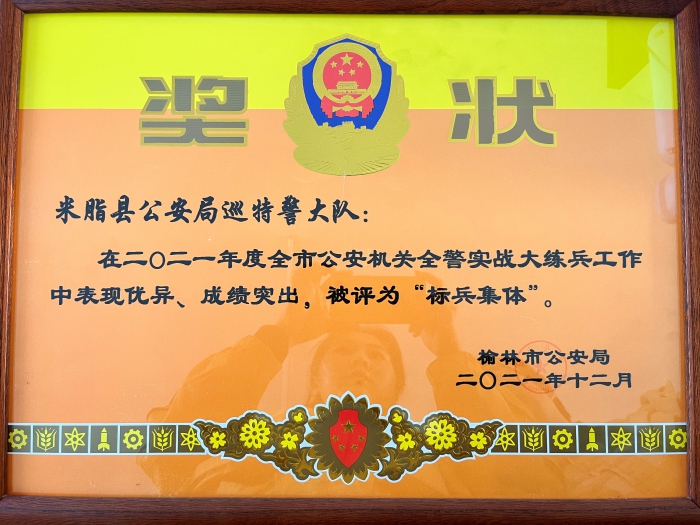 奖 状
米脂县公安局巡特警大队：
在二〇二一年度全市公安机关全警实战大练兵工作
中表现优异、成绩突出，被评为“标兵集体”。
榆林市公安局
二〇二一年十二月